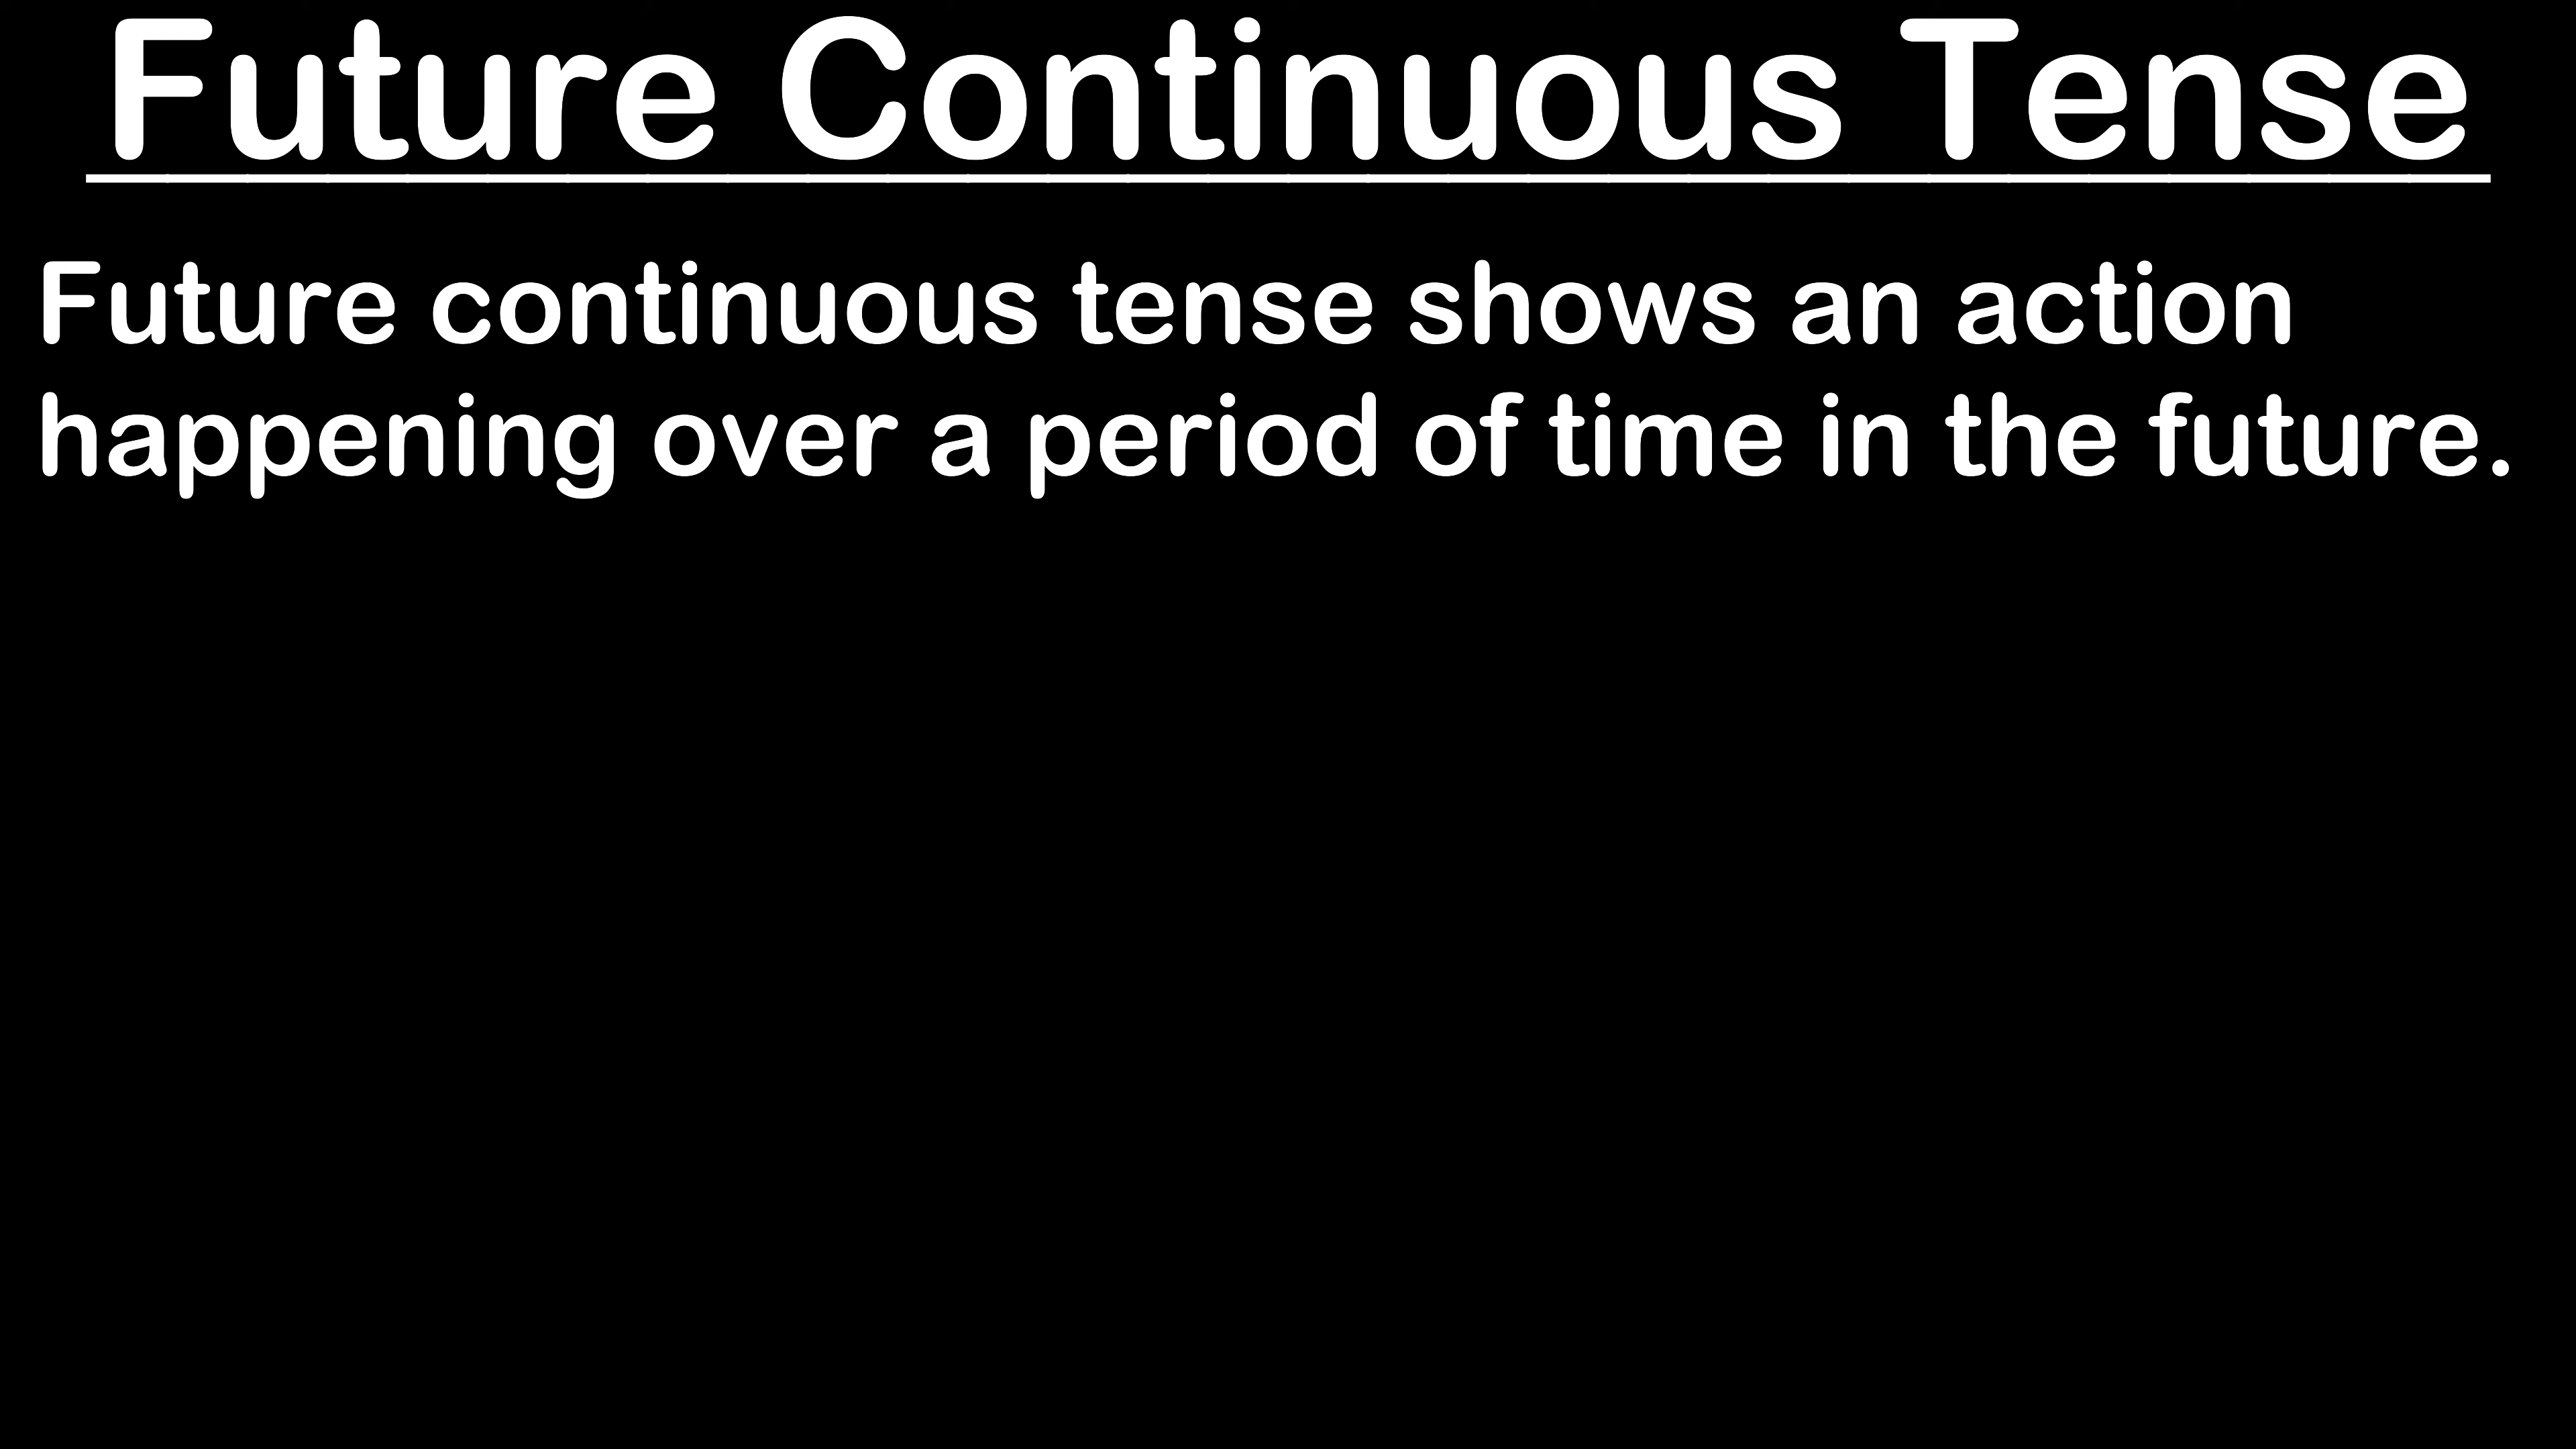 Future Continuous Tense
Future continuous tense shows an action
happening over a period of time in the future.